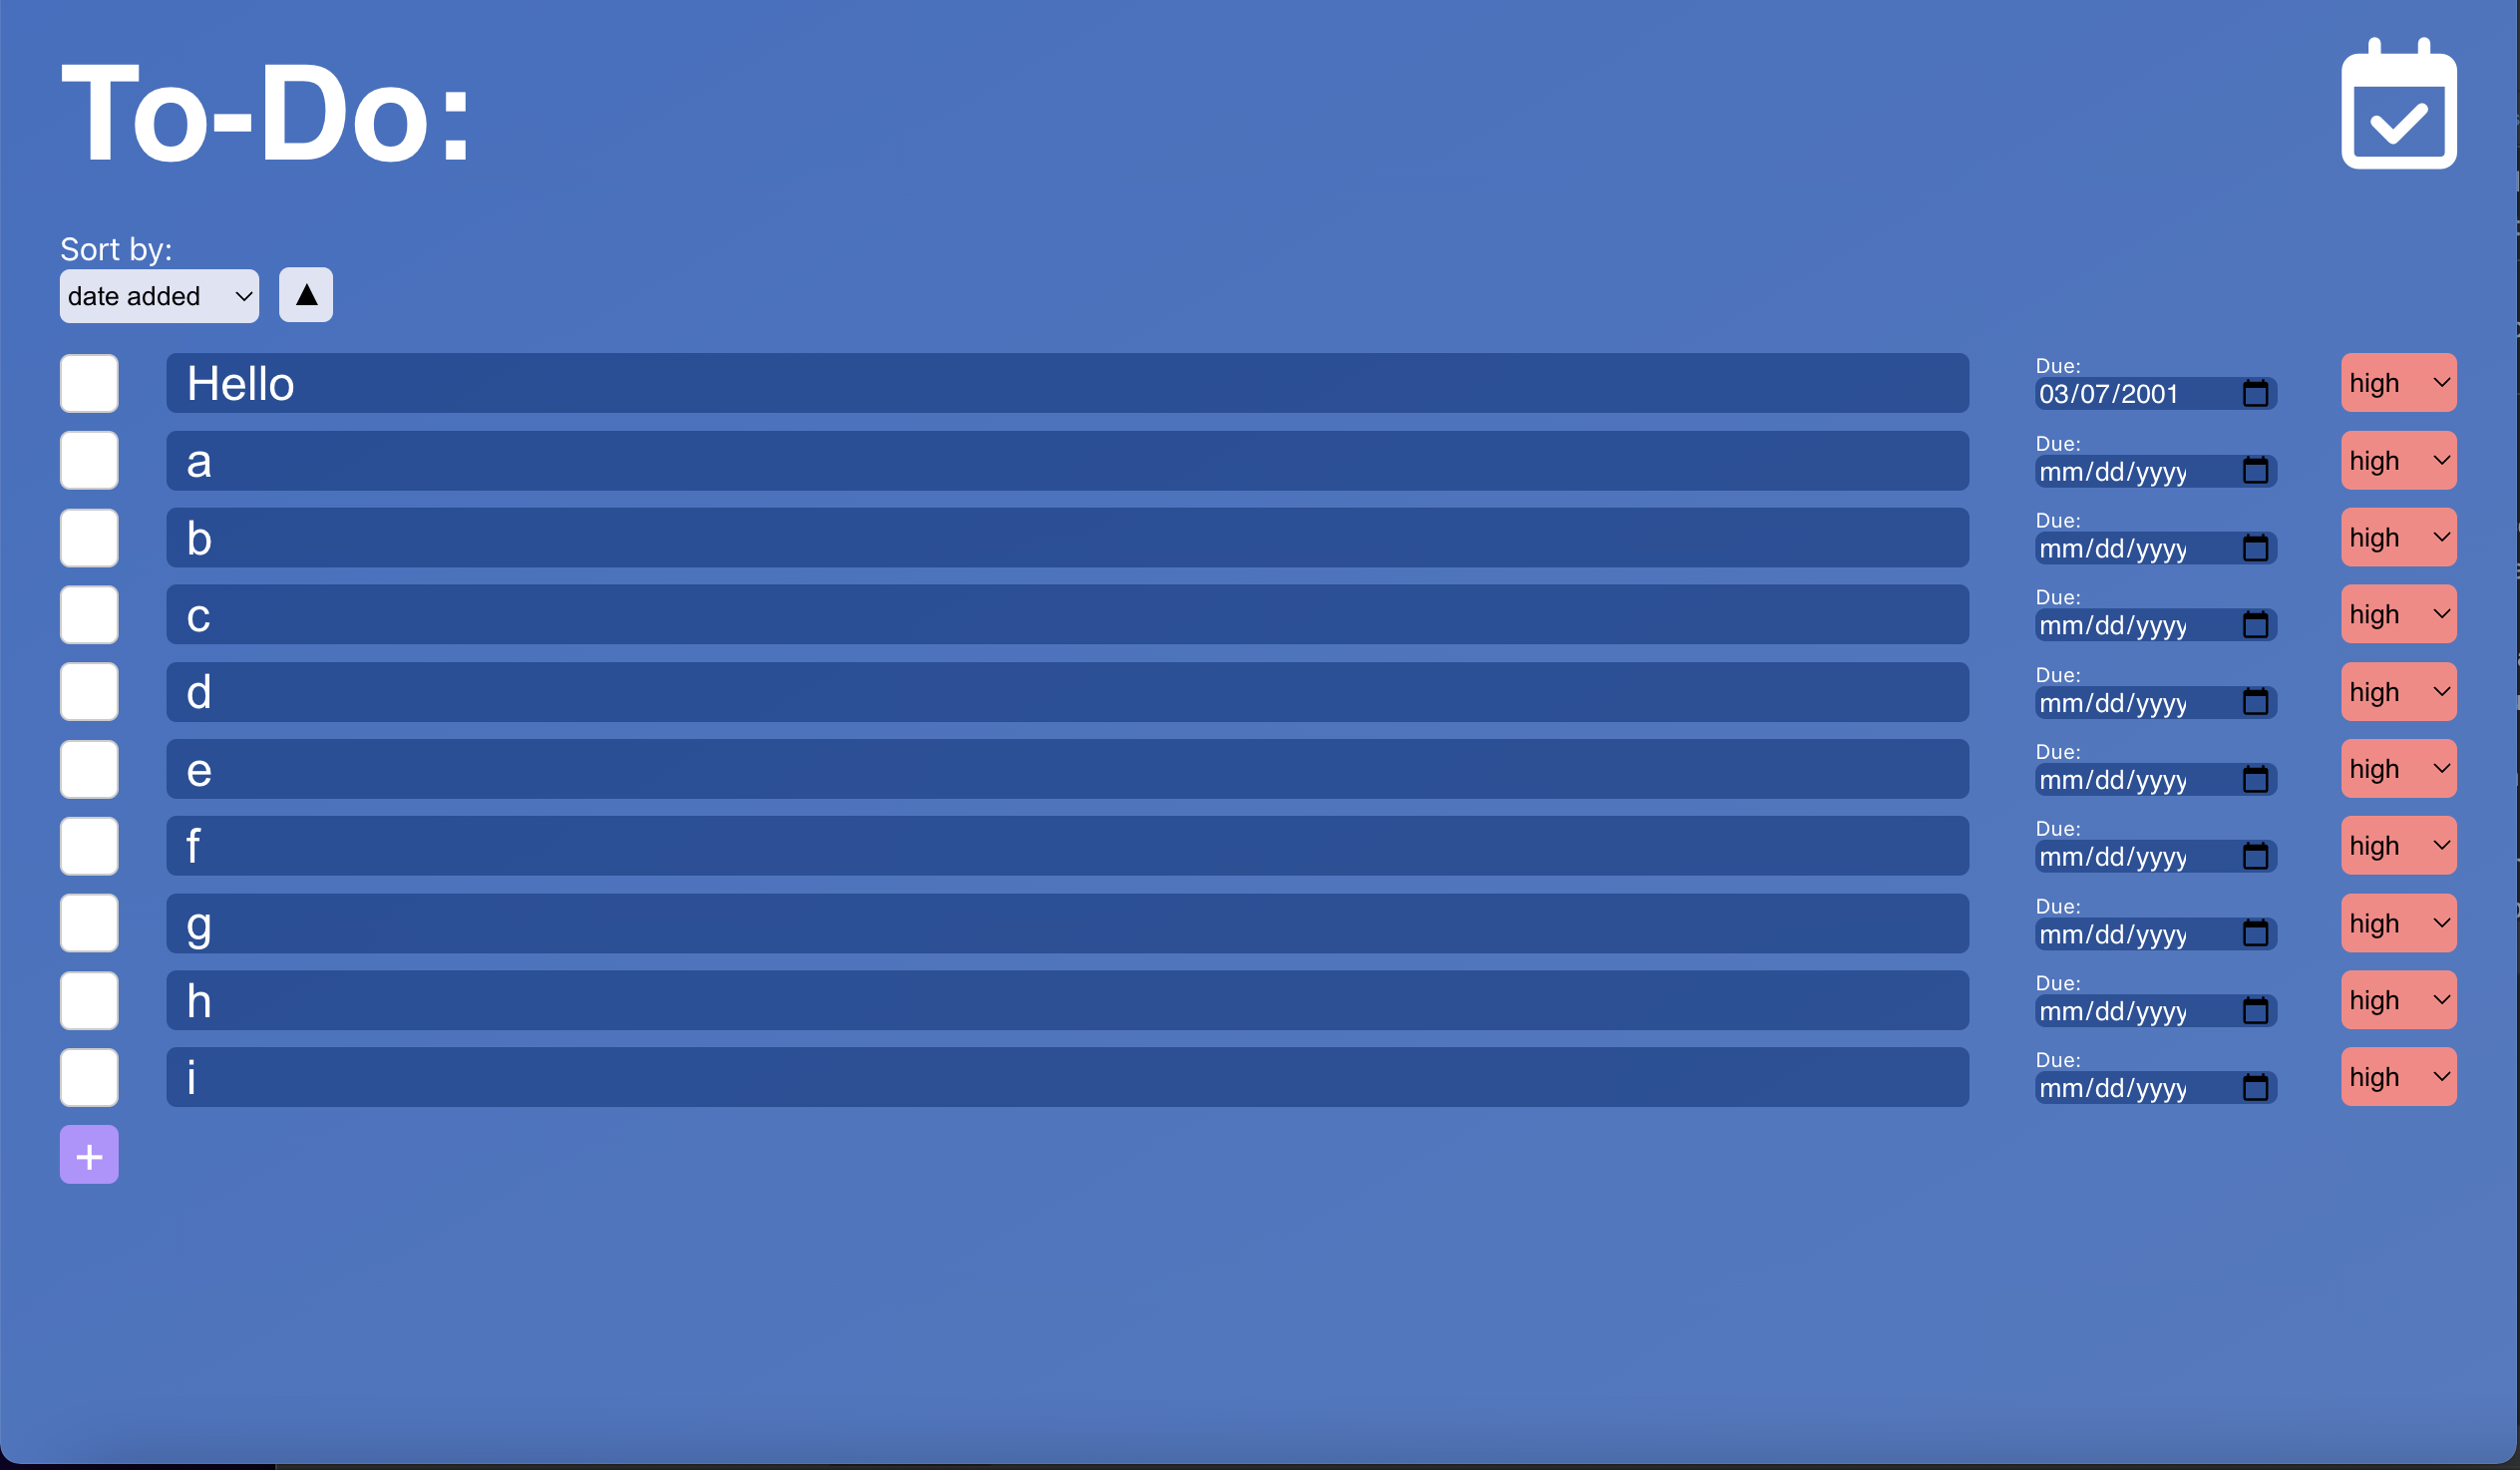 To-Do:
Sort by:
date added ▲
Hello Due: 03/07/2001 high
a Due: mm/dd/yyyy high
b Due: mm/dd/yyyy high
c Due: mm/dd/yyyy high
d Due: mm/dd/yyyy high
e Due: mm/dd/yyyy high
f Due: mm/dd/yyyy high
g Due: mm/dd/yyyy high
h Due: mm/dd/yyyy high
i Due: mm/dd/yyyy high
+